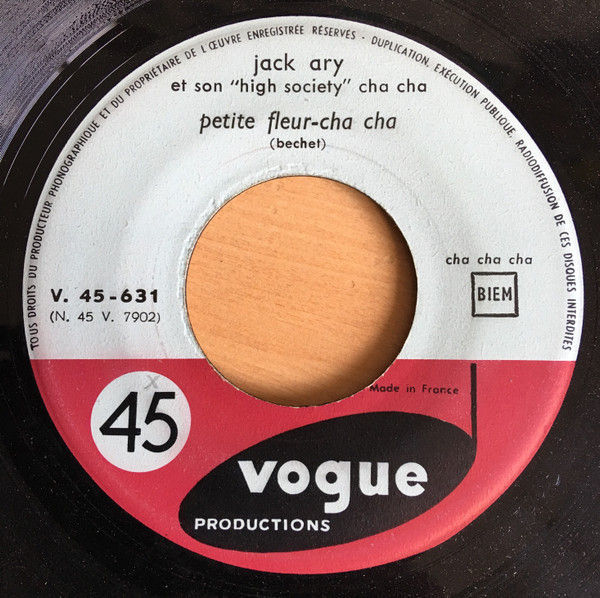 TOUS DROITS DU PRODUCTEUR PHONOGRAPHIQUE ET DU PROPRIÉTAIRE DE L'ŒUVRE ENREGISTRÉE RÉSERVÉS · DUPLICATION, EXÉCUTION PUBLIQUE, RADIODIFFUSION DE CES DISQUES INTERDITES
jack ary
et son "high society" cha cha
petite fleur-cha cha
(bechet)
cha cha cha
BIEM
V. 45-631
(N. 45 V. 7902)
Made in France
45
vogue
PRODUCTIONS